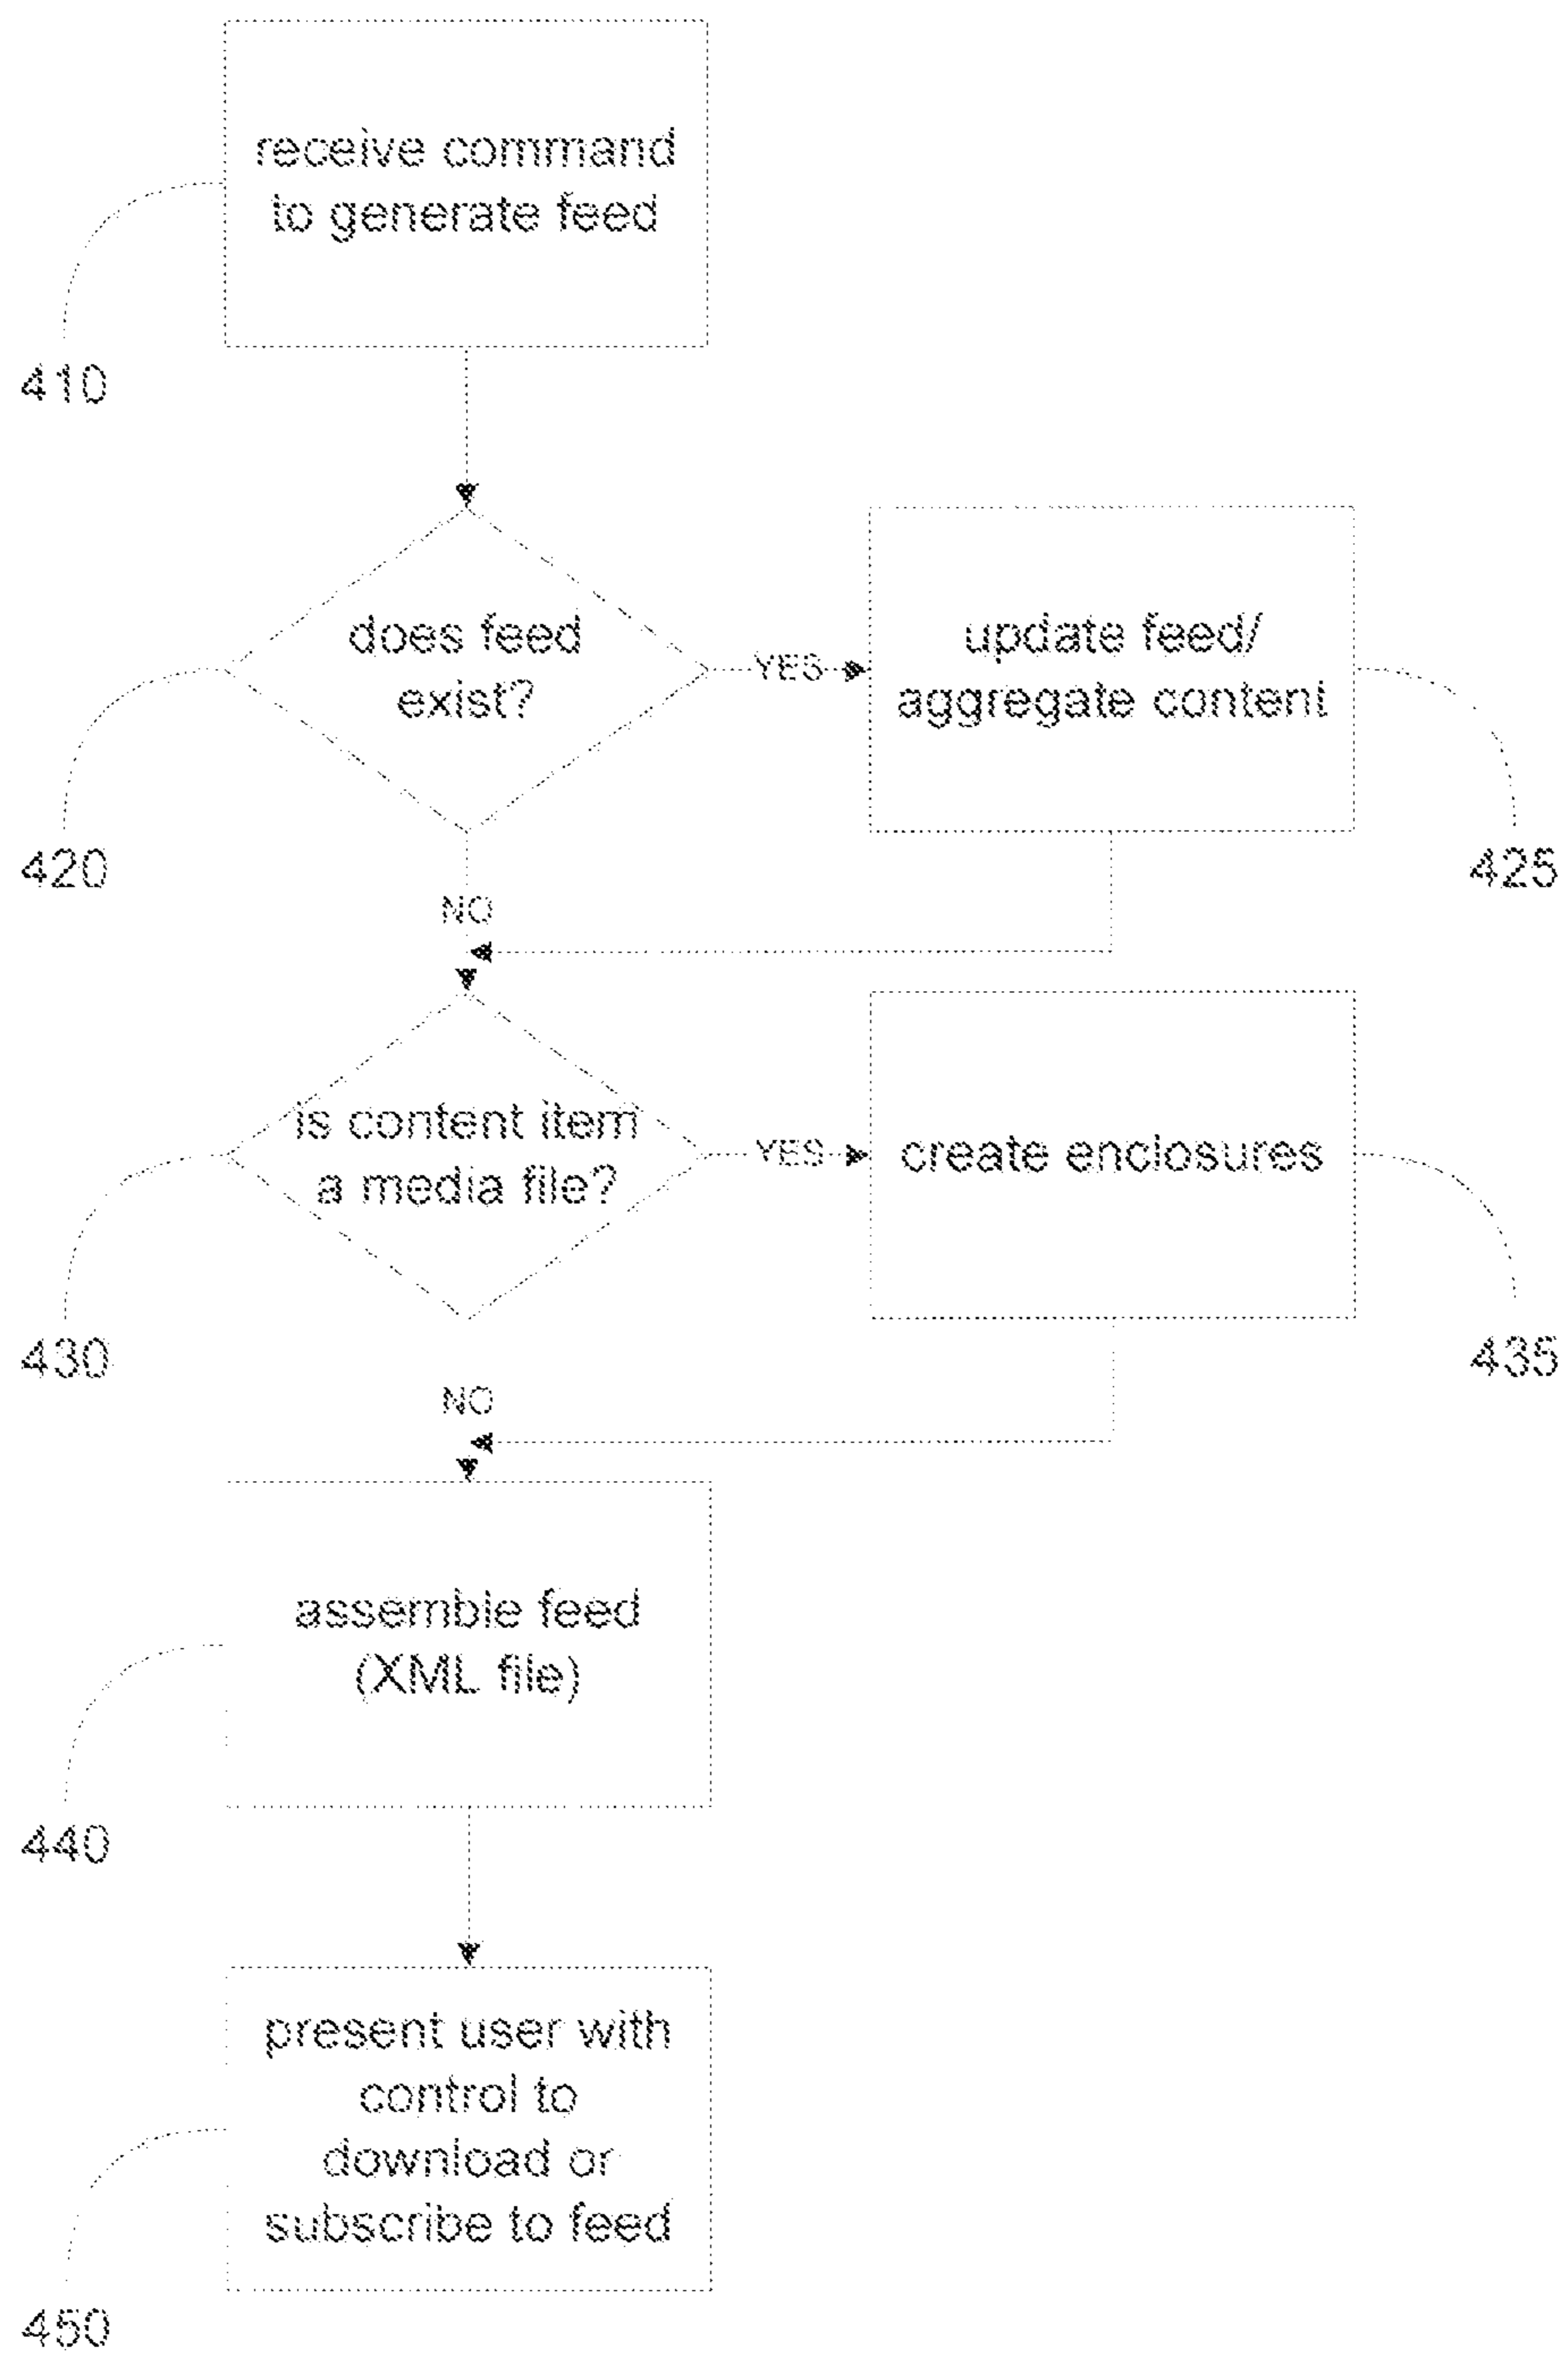 receive command
to generate feed
410
does feed
exist?
YES
update feed/
aggregate content
420
425
NO
is content item
a media file?
YES
create enclosures
430
435
NO
assemble feed
(XML file)
440
present user with
control to
download or
subscribe to feed
450